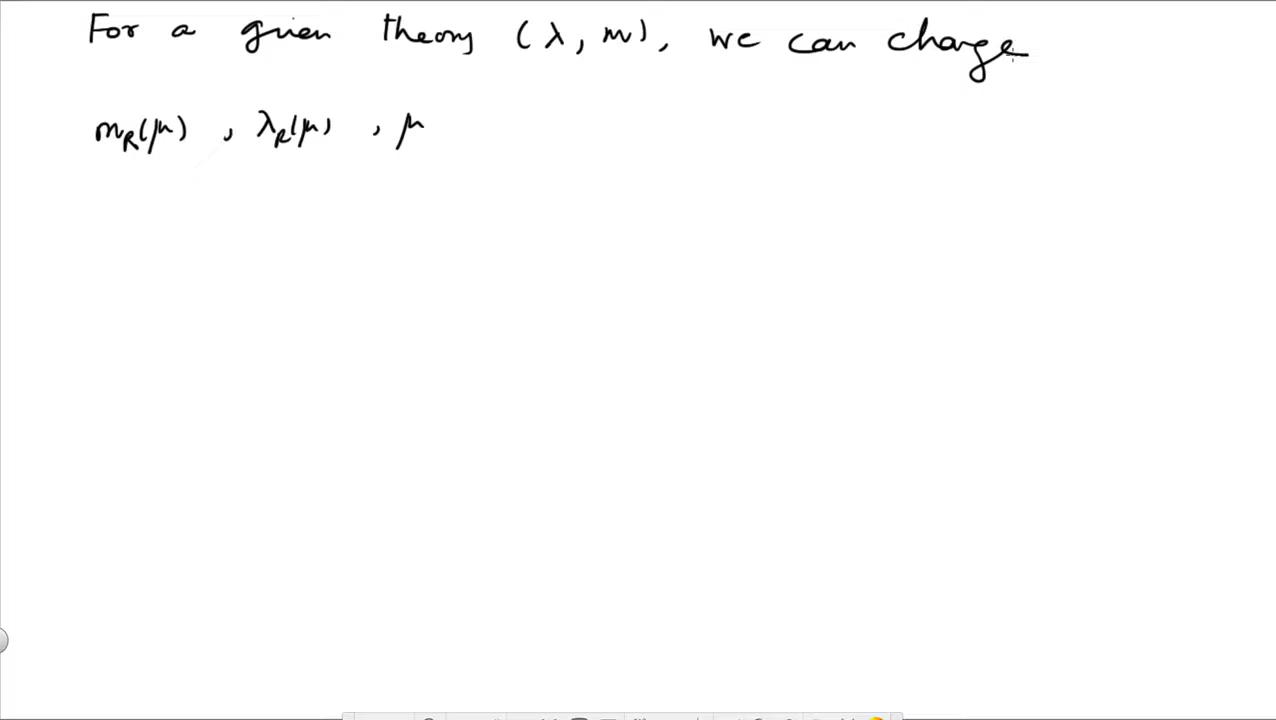 For a given theory (λ, m), we can change
m_R(μ) , λ_R(μ) , μ